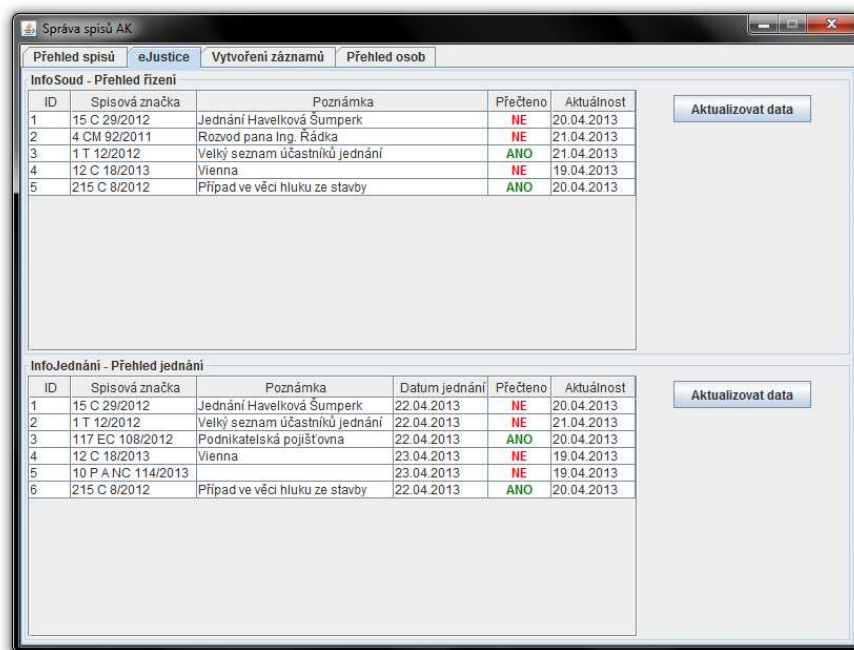 Správa spisů AK
Přehled spisů eJustice Vytvoření záznamů Přehled osob
InfoSoud - Přehled řízení
ID Spisová značka Poznámka Přečteno Aktuálnost
1 15 C 29/2012 Jednání Havelková Šumperk NE 20.04.2013
2 4 CM 92/2011 Rozvod pana Ing. Řádka NE 21.04.2013
3 1 T 12/2012 Velký seznam účastníků jednání ANO 21.04.2013
4 12 C 18/2013 Vienna NE 19.04.2013
5 215 C 8/2012 Případ ve věci hluku ze stavby ANO 20.04.2013
Aktualizovat data
InfoJednání - Přehled jednání
ID Spisová značka Poznámka Datum jednání Přečteno Aktuálnost
1 15 C 29/2012 Jednání Havelková Šumperk 22.04.2013 NE 20.04.2013
2 1 T 12/2012 Velký seznam účastníků jednání 22.04.2013 NE 21.04.2013
3 117 EC 108/2012 Podnikatelská pojišťovna 22.04.2013 ANO 20.04.2013
4 12 C 18/2013 Vienna 23.04.2013 NE 19.04.2013
5 10 P A NC 114/2013 23.04.2013 NE 19.04.2013
6 215 C 8/2012 Případ ve věci hluku ze stavby 22.04.2013 ANO 20.04.2013
Aktualizovat data